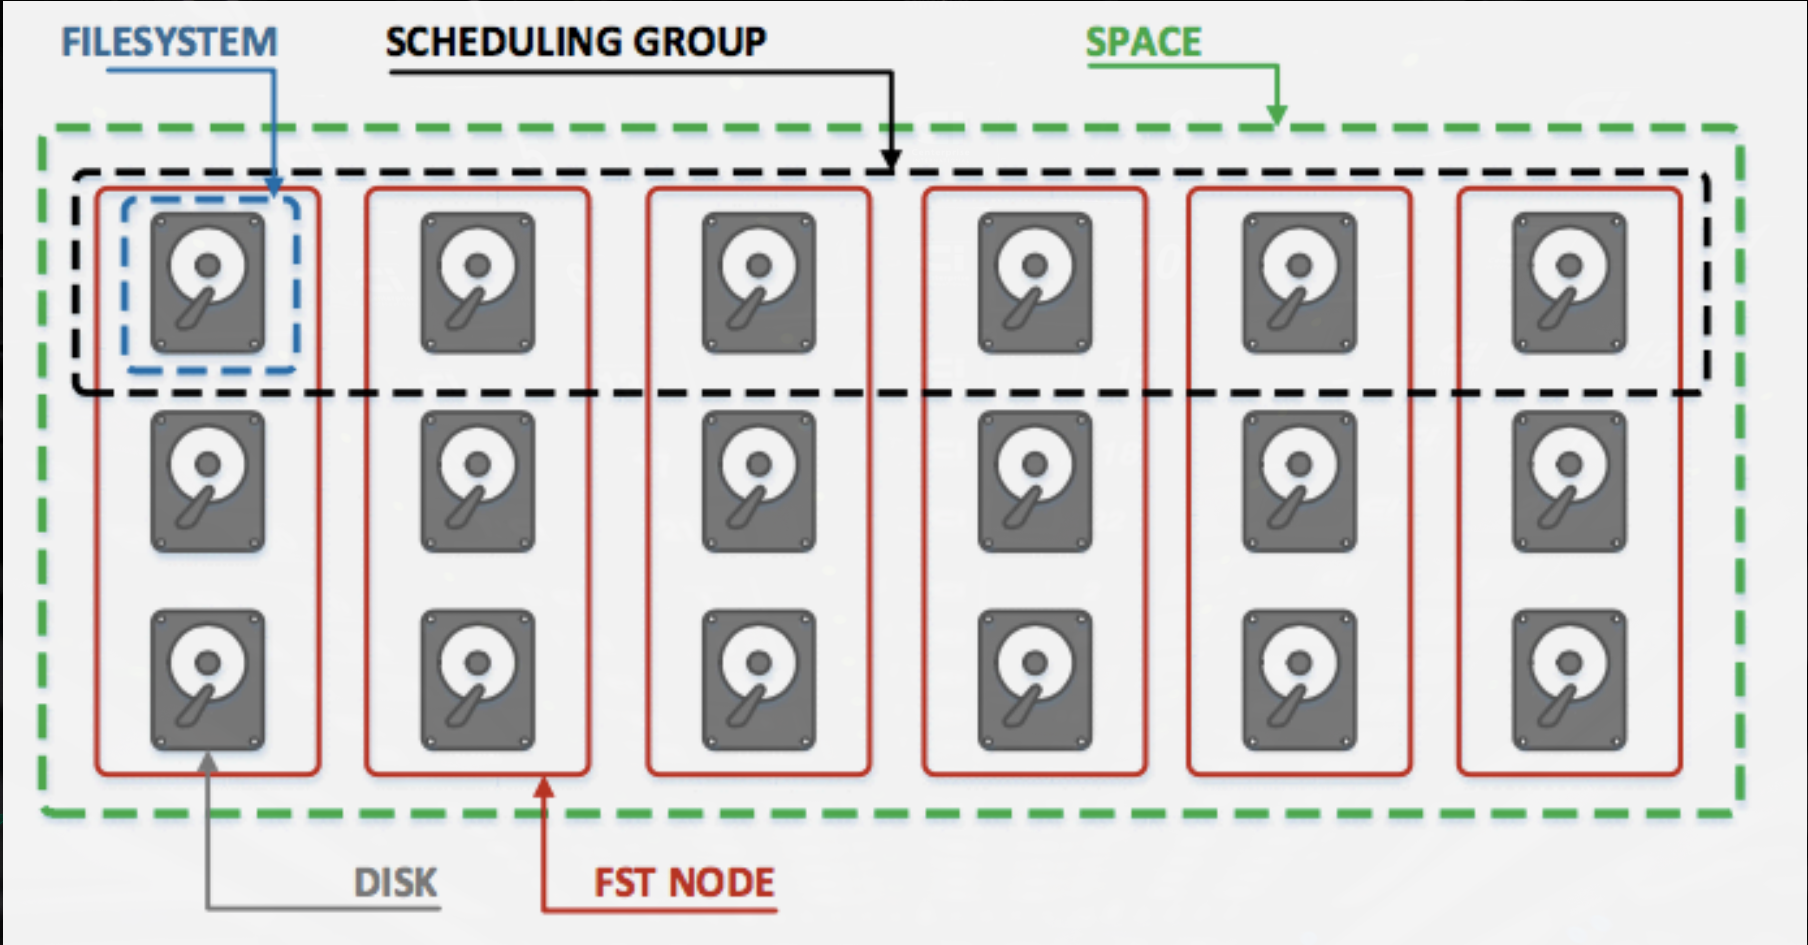 FILESYSTEM
SCHEDULING GROUP
SPACE
DISK
FST NODE